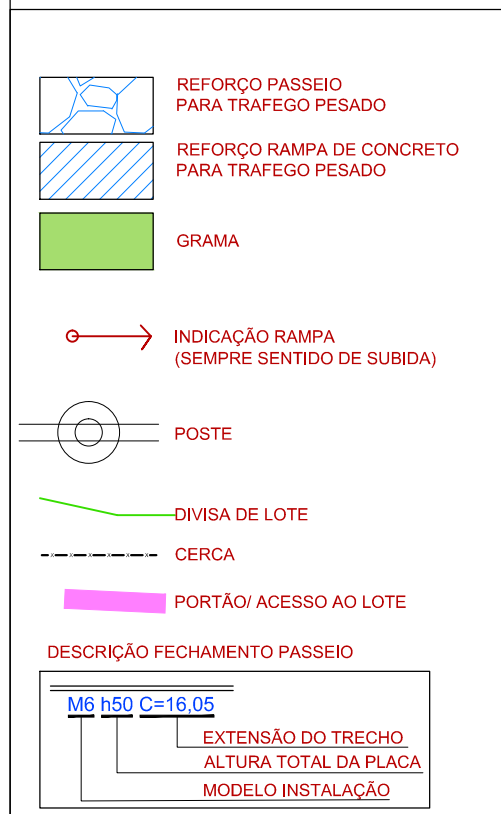 REFORÇO PASSEIO
PARA TRAFEGO PESADO
REFORÇO RAMPA DE CONCRETO
PARA TRAFEGO PESADO
GRAMA
INDICAÇÃO RAMPA
(SEMPRE SENTIDO DE SUBIDA)
POSTE
DIVISA DE LOTE
CERCA
PORTÃO/ ACESSO AO LOTE
DESCRIÇÃO FECHAMENTO PASSEIO
M6 h50 C=16,05
EXTENSÃO DO TRECHO
ALTURA TOTAL DA PLACA
MODELO INSTALAÇÃO